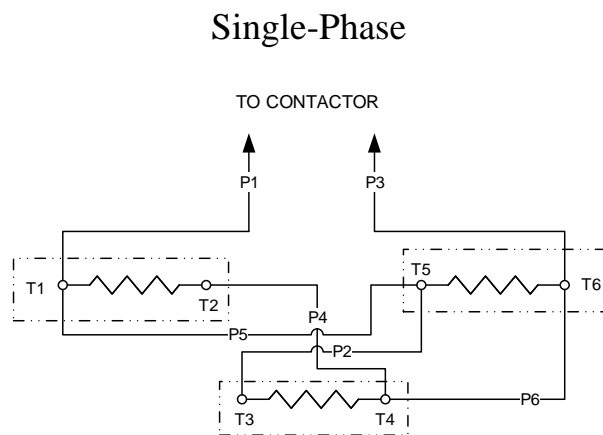 Single-Phase
TO CONTACTOR
P1
P3
T1
T2
T5
T6
P5
P4
P2
T3
T4
P6